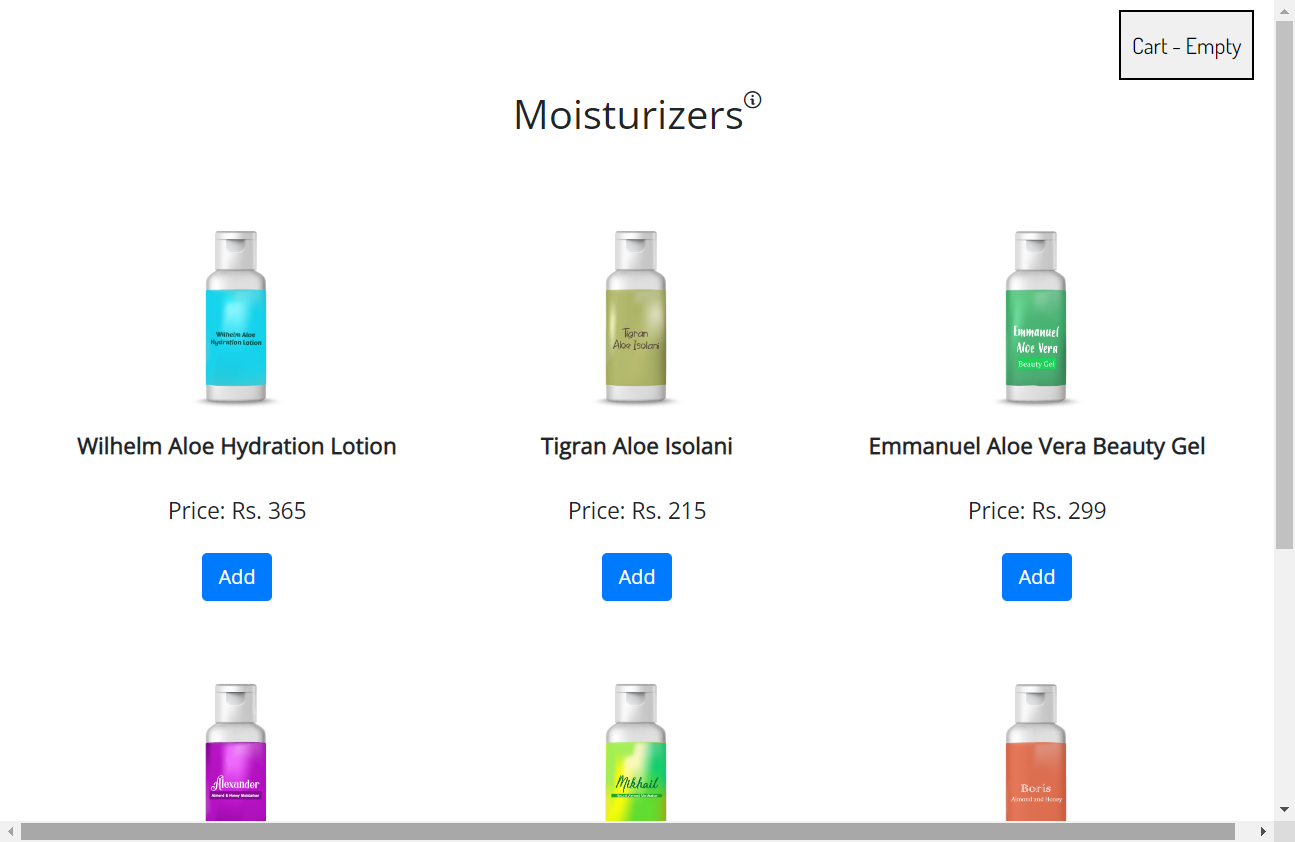 Cart - Empty
Moisturizers
Wilhelm Aloe
Hydration Lotion
Tigran
Aloe Isolani
Emmanuel
Aloe Vera
Beauty Gel
Wilhelm Aloe Hydration Lotion
Tigran Aloe Isolani
Emmanuel Aloe Vera Beauty Gel
Price: Rs. 365
Price: Rs. 215
Price: Rs. 299
Add
Add
Add
Alexander
Almond & Honey Moisturizer
Mikhail
Boris
Almond and Honey